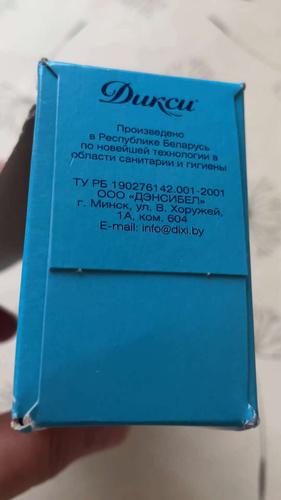 Дикси
Произведено
в Республике Беларусь
по новейшей технологии в
области санитарии и гигиены
ТУ РБ 190276142.001-2001
ООО «ДЭНСИБЕЛ»
г. Минск, ул. В. Хоружей,
1А, ком. 604
E-mail: info@dixi.by